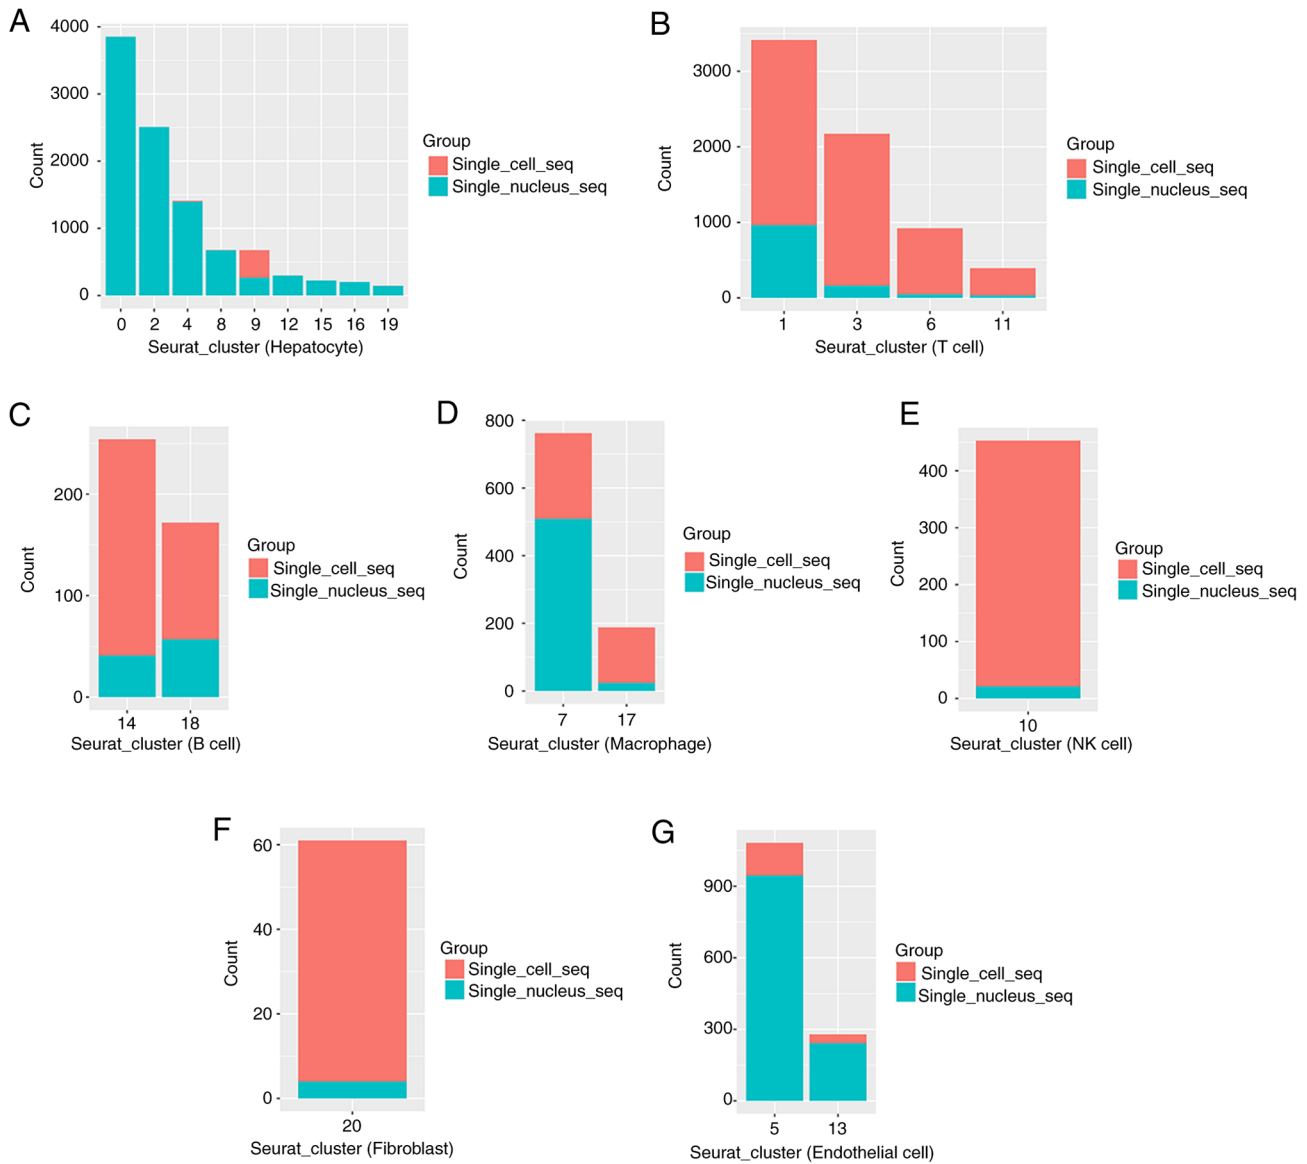 A
4000
3000
2000
1000
0
Count
0 2 4 8 9 12 15 16 19
Seurat_cluster (Hepatocyte)
Group
Single_cell_seq
Single_nucleus_seq
B
3000
2000
1000
0
Count
1 3 6 11
Seurat_cluster (T cell)
Group
Single_cell_seq
Single_nucleus_seq
C
200
100
0
Count
14 18
Seurat_cluster (B cell)
Group
Single_cell_seq
Single_nucleus_seq
D
800
600
400
200
0
Count
7 17
Seurat_cluster (Macrophage)
Group
Single_cell_seq
Single_nucleus_seq
E
400
300
200
100
0
Count
10
Seurat_cluster (NK cell)
Group
Single_cell_seq
Single_nucleus_seq
F
60
40
20
0
Count
20
Seurat_cluster (Fibroblast)
Group
Single_cell_seq
Single_nucleus_seq
G
900
600
300
0
Count
5 13
Seurat_cluster (Endothelial cell)
Group
Single_cell_seq
Single_nucleus_seq